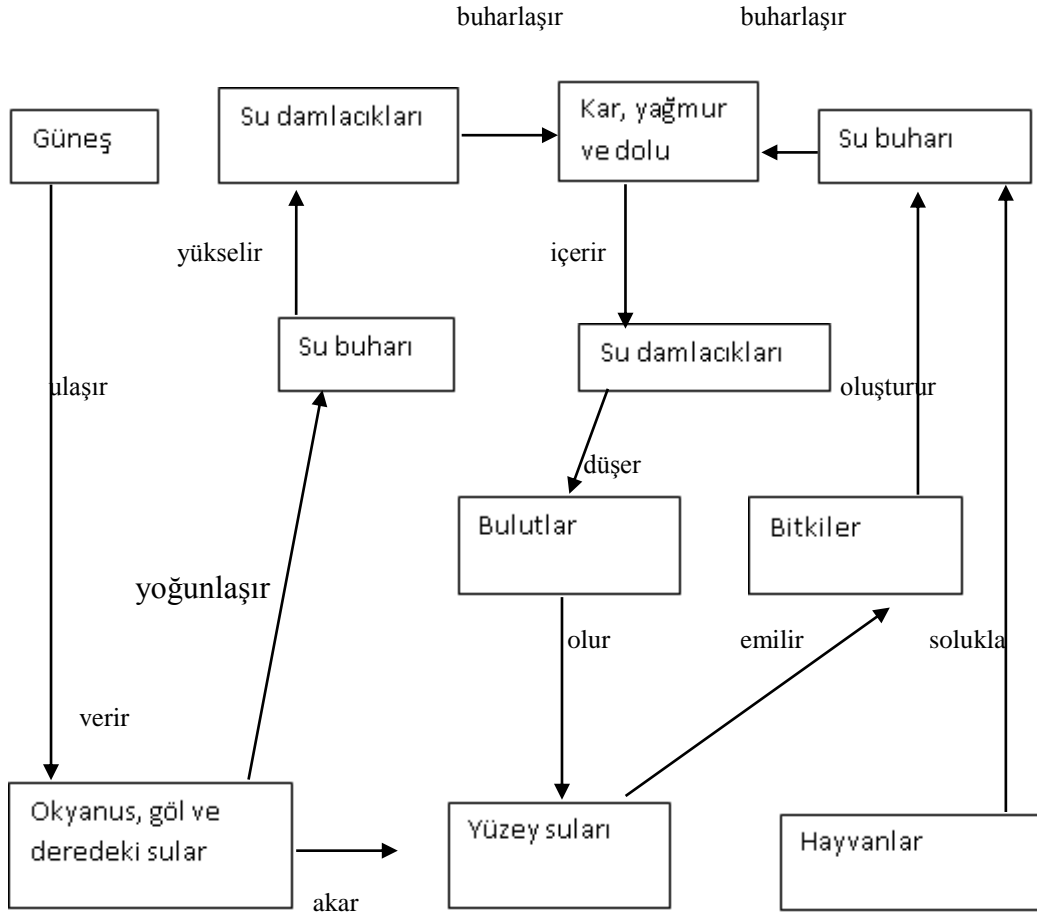 buharlaşır buharlaşır
Güneş
Su damlacıkları
Kar, yağmur
ve dolu
Su buharı
yükselir
içerir
Su buharı
Su damlacıkları
ulaşır
oluşturur
düşer
Bulutlar
Bitkiler
yoğunlaşır
olur
emilir
solukla
verir
Okyanus, göl ve
deredeki sular
Yüzey suları
Hayvanlar
akar